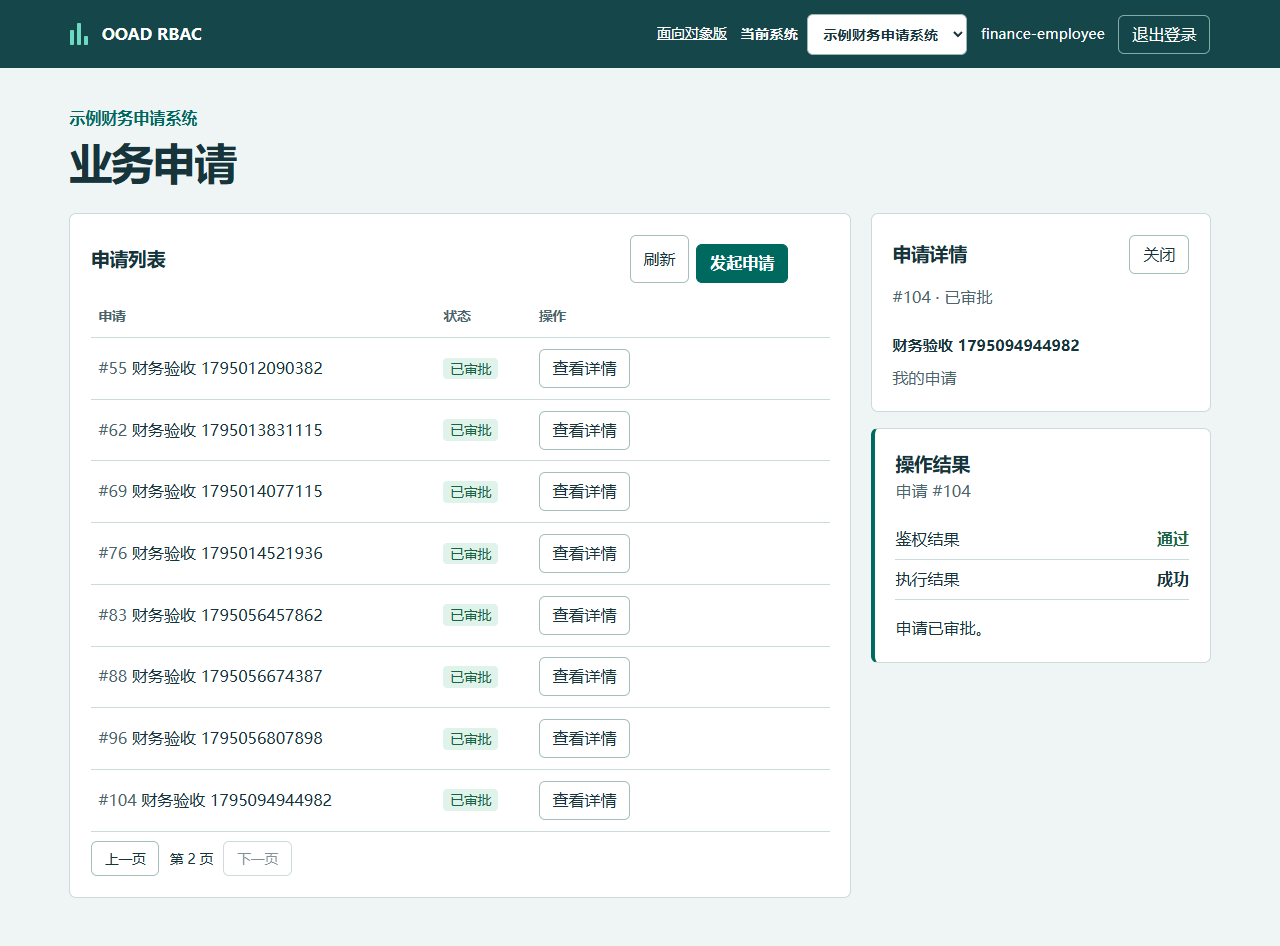 OOAD RBAC 面向对象版 当前系统 示例财务申请系统 finance-employee 退出登录
示例财务申请系统
业务申请
申请列表 刷新 发起申请
申请 状态 操作
#55 财务验收 1795012090382 已审批 查看详情
#62 财务验收 1795013831115 已审批 查看详情
#69 财务验收 1795014077115 已审批 查看详情
#76 财务验收 1795014521936 已审批 查看详情
#83 财务验收 1795056457862 已审批 查看详情
#88 财务验收 1795056674387 已审批 查看详情
#96 财务验收 1795056807898 已审批 查看详情
#104 财务验收 1795094944982 已审批 查看详情
上一页 第 2 页 下一页
申请详情 关闭
#104 · 已审批
财务验收 1795094944982
我的申请
操作结果
申请 #104
鉴权结果 通过
执行结果 成功
申请已审批。